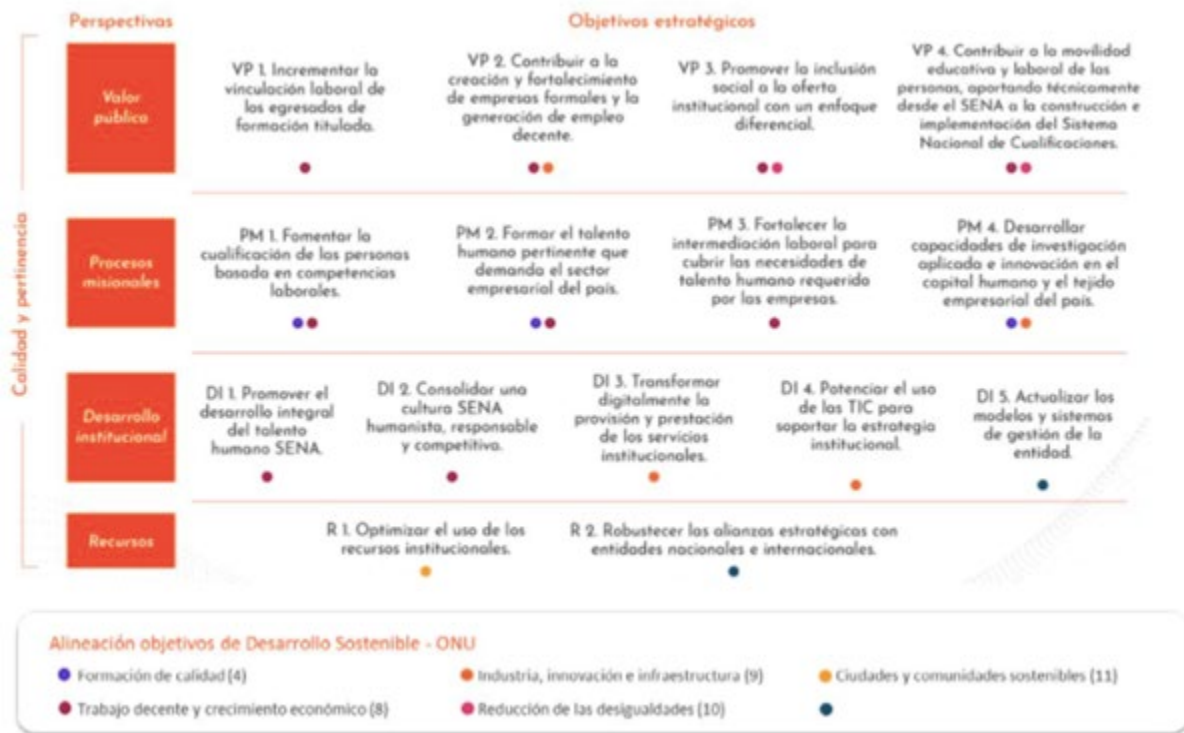 Perspectivas
Objetivos estratégicos
Calidad y pertinencia
Valor
público
VP 1. Incrementar la
vinculación laboral de
los egresados de
formación titulada.
VP 2. Contribuir a la
creación y fortalecimiento
de empresas formales y la
generación de empleo
decente.
VP 3. Promover la inclusión
social a la oferta
institucional con un enfoque
diferencial.
VP 4. Contribuir a la movilidad
educativa y laboral de las
personas, aportando técnicamente
desde el SENA a la construcción e
implementación del Sistema
Nacional de Cualificaciones.
Procesos
misionales
PM 1. Fomentar la
cualificación de las personas
basada en competencias
laborales.
PM 2. Formar el talento
humano pertinente que
demanda el sector
empresarial del país.
PM 3. Fortalecer la
intermediación laboral para
cubrir las necesidades de
talento humano requerido
por las empresas.
PM 4. Desarrollar
capacidades de investigación
aplicada e innovación en el
capital humano y el tejido
empresarial del país.
Desarrollo
institucional
DI 1. Promover el
desarrollo integral
del talento
humano SENA.
DI 2. Consolidar una
cultura SENA
humanista, responsable
y competitiva.
DI 3. Transformar
digitalmente la
provisión y prestación
de los servicios
institucionales.
DI 4. Potenciar el uso
de las TIC para
soportar la estrategia
institucional.
DI 5. Actualizar los
modelos y sistemas
de gestión de la
entidad.
Recursos
R 1. Optimizar el uso de los
recursos institucionales.
R 2. Robustecer las alianzas estratégicas con
entidades nacionales e internacionales.
Alineación objetivos de Desarrollo Sostenible - ONU
Formación de calidad (4)
Industria, innovación e infraestructura (9)
Ciudades y comunidades sostenibles (11)
Trabajo decente y crecimiento económico (8)
Reducción de las desigualdades (10)